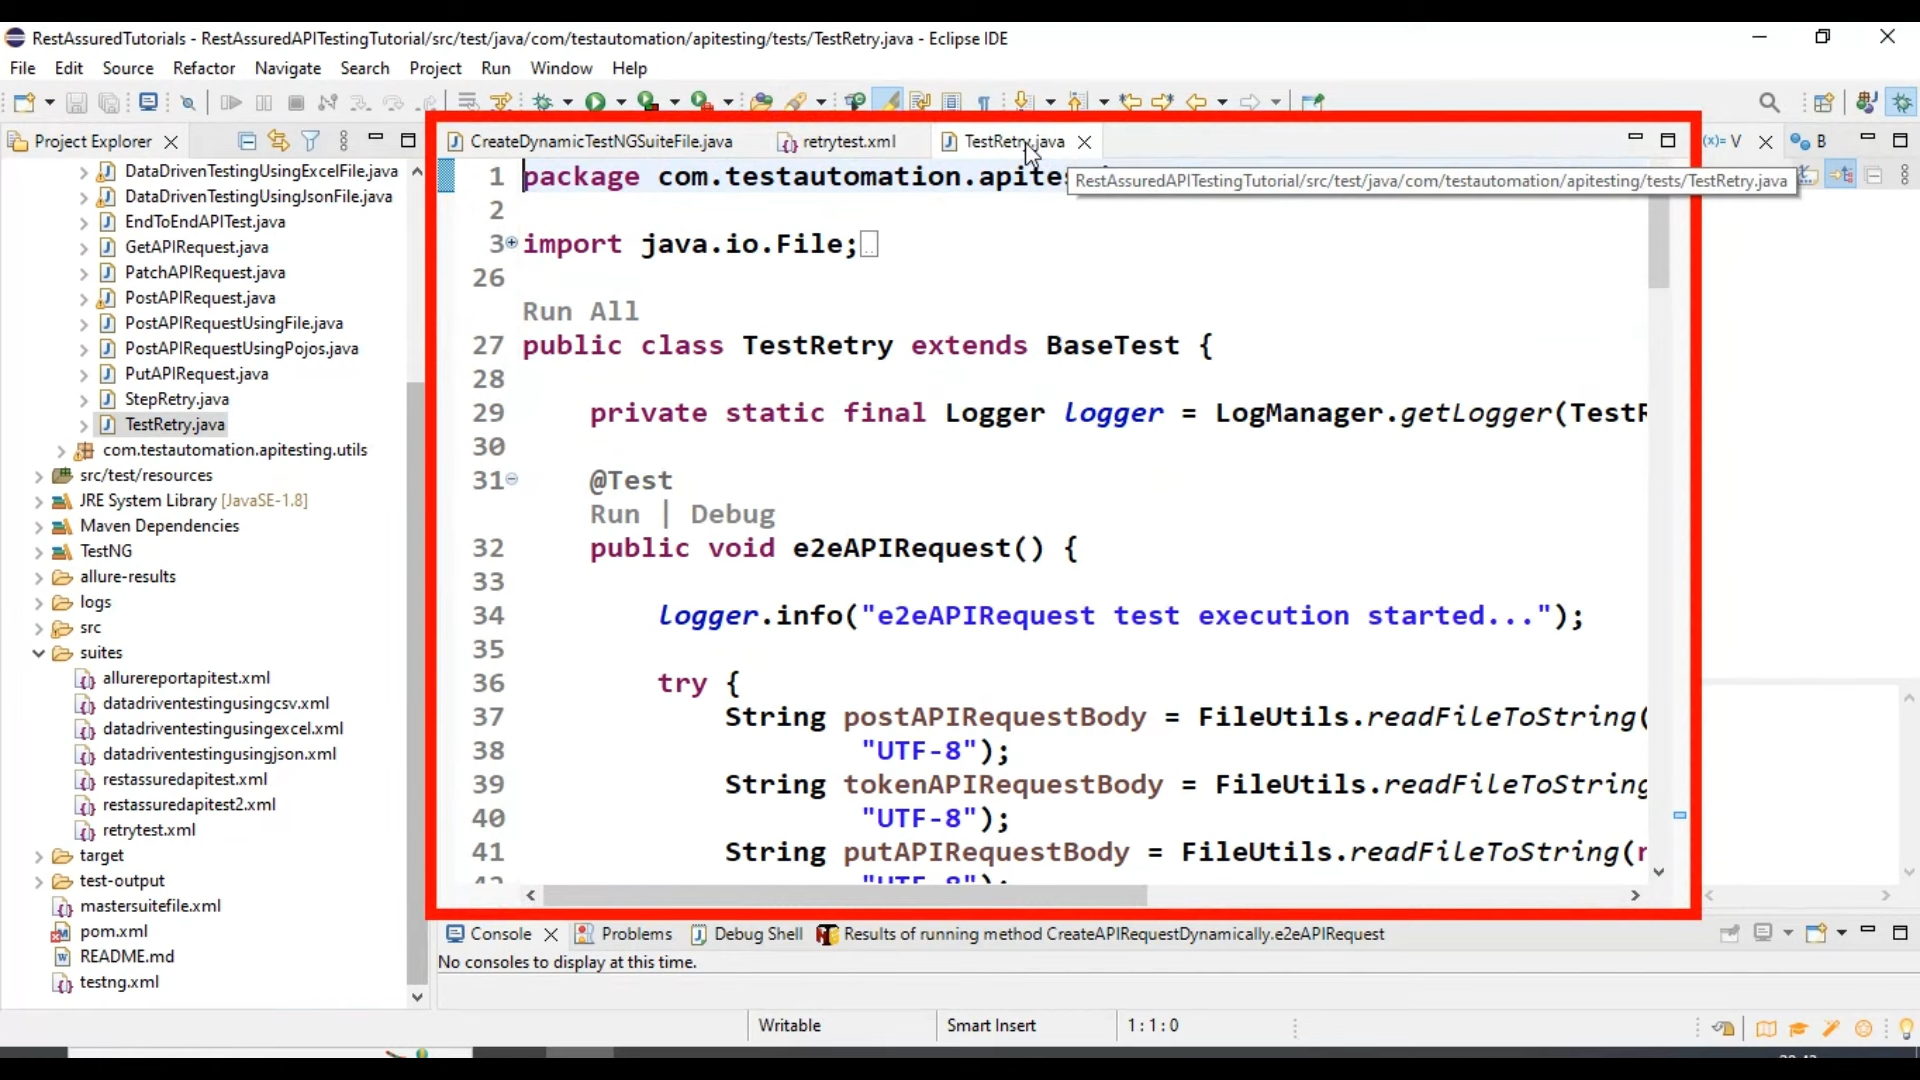 RestAssuredTutorials - RestAssuredAPITestingTutorial/src/test/java/com/testautomation/apitesting/tests/TestRetry.java - Eclipse IDE
File Edit Source Refactor Navigate Search Project Run Window Help
Project Explorer
DataDrivenTestingUsingExcelFile.java
DataDrivenTestingUsingJsonFile.java
EndToEndAPITest.java
GetAPIRequest.java
PatchAPIRequest.java
PostAPIRequest.java
PostAPIRequestUsingFile.java
PostAPIRequestUsingPojos.java
PutAPIRequest.java
StepRetry.java
TestRetry.java
com.testautomation.apitesting.utils
src/test/resources
JRE System Library [JavaSE-1.8]
Maven Dependencies
TestNG
allure-results
logs
src
suites
allurereportapitest.xml
datadriventestingusingcsv.xml
datadriventestingusingexcel.xml
datadriventestingusingjson.xml
restassuredapitest.xml
restassuredapitest2.xml
retrytest.xml
target
test-output
mastersuitefile.xml
pom.xml
README.md
testng.xml
CreateDynamicTestNGSuiteFile.java retrytest.xml TestRetry.java
(x)= V B
1 package com.testautomation.apites
RestAssuredAPITestingTutorial/src/test/java/com/testautomation/apitesting/tests/TestRetry.java
2
3 import java.io.File;
26
Run All
27 public class TestRetry extends BaseTest {
28
29 private static final Logger logger = LogManager.getLogger(TestR
30
31 @Test
Run | Debug
32 public void e2eAPIRequest() {
33
34 logger.info("e2eAPIRequest test execution started...");
35
36 try {
37 String postAPIRequestBody = FileUtils.readFileToString(
38 "UTF-8");
39 String tokenAPIRequestBody = FileUtils.readFileToString
40 "UTF-8");
41 String putAPIRequestBody = FileUtils.readFileToString(n
42 "UTF-8");
Console Problems Debug Shell Results of running method CreateAPIRequestDynamically.e2eAPIRequest
No consoles to display at this time.
Writable Smart Insert 1 : 1 : 0